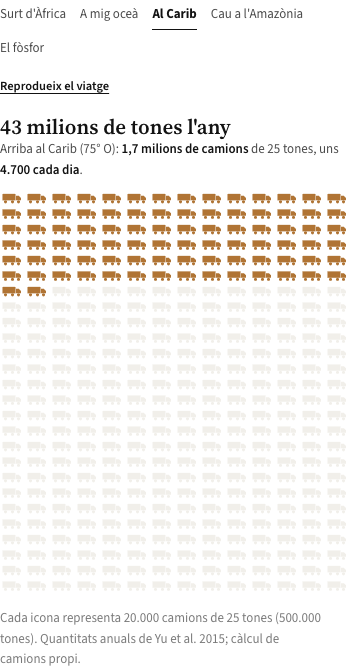 Surt d'Àfrica
A mig oceà
Al Carib
Cau a l'Amazònia
El fòsfor
Reprodueix el viatge
43 milions de tones l'any
Arriba al Carib (75° O): 1,7 milions de camions de 25 tones, uns
4.700 cada dia.
Cada icona representa 20.000 camions de 25 tones (500.000
tones). Quantitats anuals de Yu et al. 2015; càlcul de
camions propi.